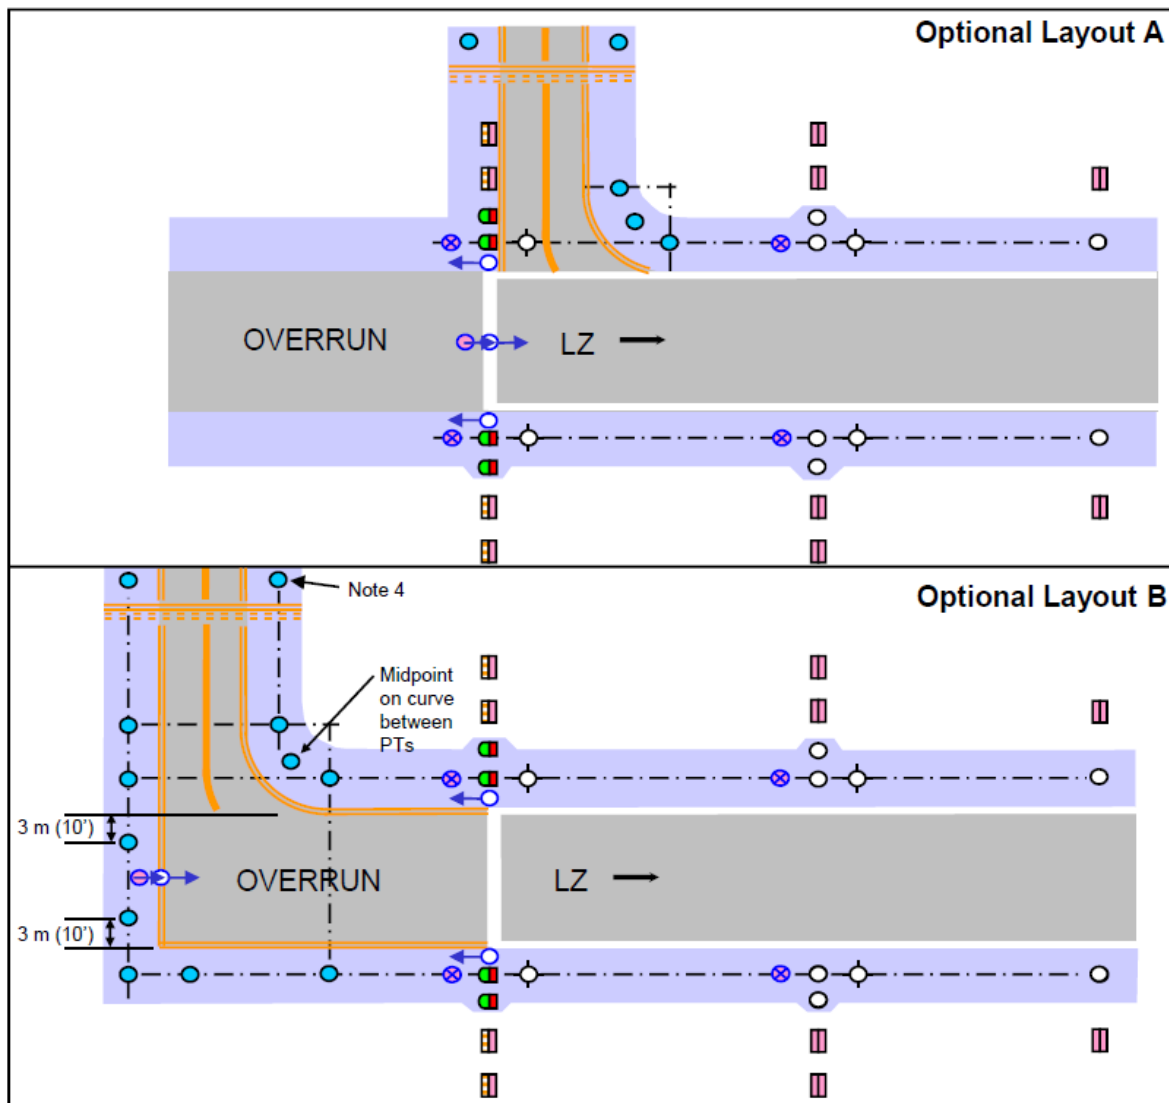 Optional Layout A
OVERRUN
LZ
Optional Layout B
Note 4
Midpoint
on curve
between
PTs
3 m (10')
OVERRUN
LZ
3 m (10')